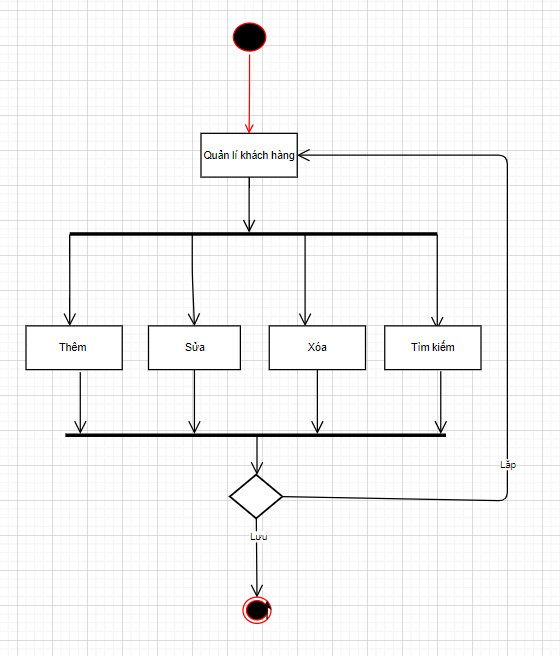 Quản lí khách hàng
Thêm
Sửa
Xóa
Tìm kiếm
Lặp
Lưu